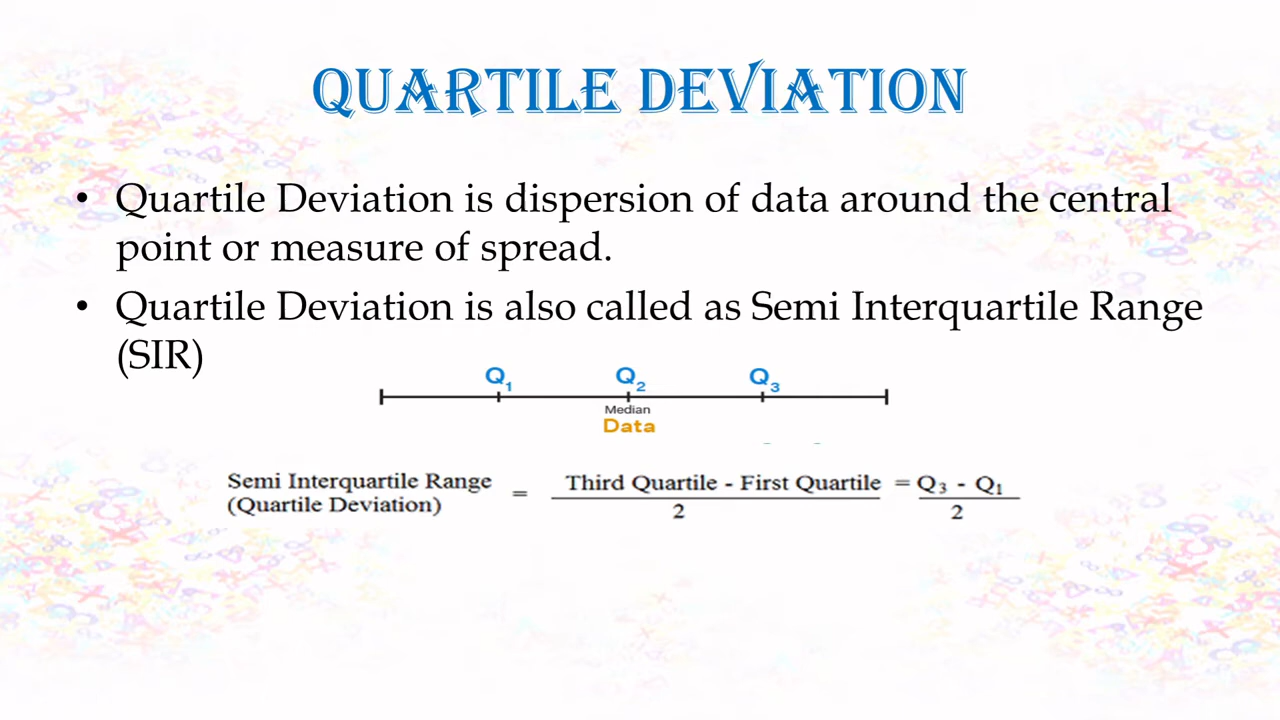 QUARTILE DEVIATION
• Quartile Deviation is dispersion of data around the central
point or measure of spread.
• Quartile Deviation is also called as Semi Interquartile Range
(SIR)
Q1 Q2 Q3
Median
Data
Semi Interquartile Range
(Quartile Deviation)
= Third Quartile - First Quartile = Q3 - Q1
2 2